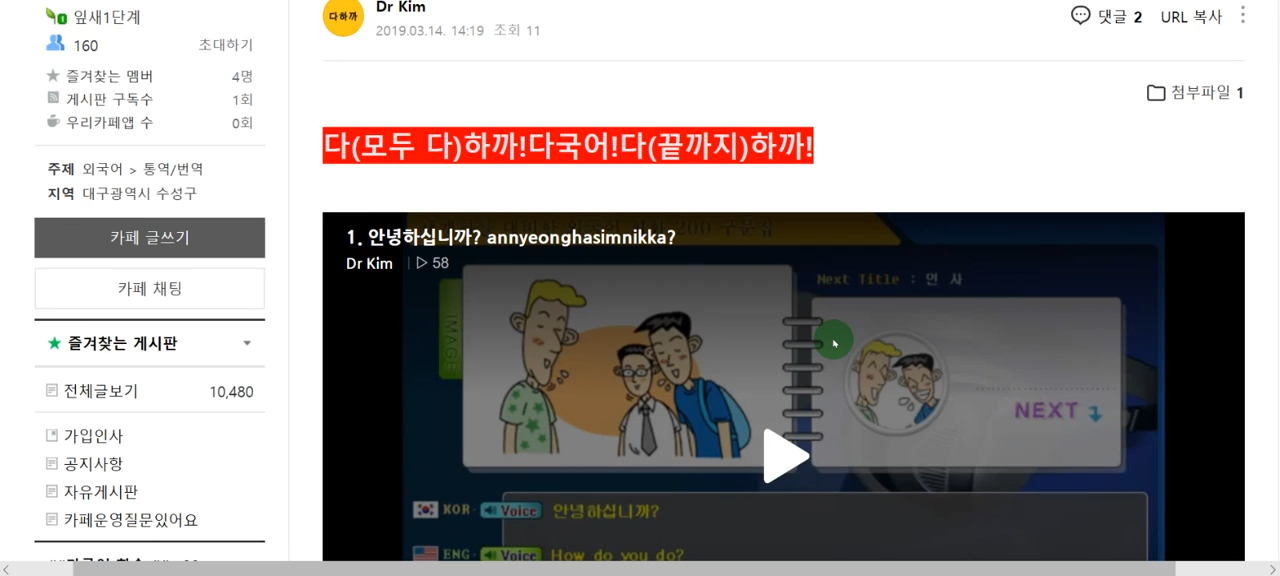 잎새1단계
160 초대하기
즐겨찾는 멤버 4명
게시판 구독수 1회
우리카페앱 수 0회
주제 외국어 > 통역/번역
지역 대구광역시 수성구
카페 글쓰기
카페 채팅
즐겨찾는 게시판
전체글보기 10,480
가입인사
공지사항
자유게시판
카페운영질문있어요
다하까
Dr Kim
2019.03.14. 14:19 조회 11
댓글 2 URL 복사
첨부파일 1
다(모두 다)하까!다국어!다(끝까지)하까!
1. 안녕하십니까? annyeonghasimnikka?
Dr Kim 58
IMAGE
Next Title : 인 사
NEXT
KOR Voice 안녕하십니까?
ENG Voice How do you do?